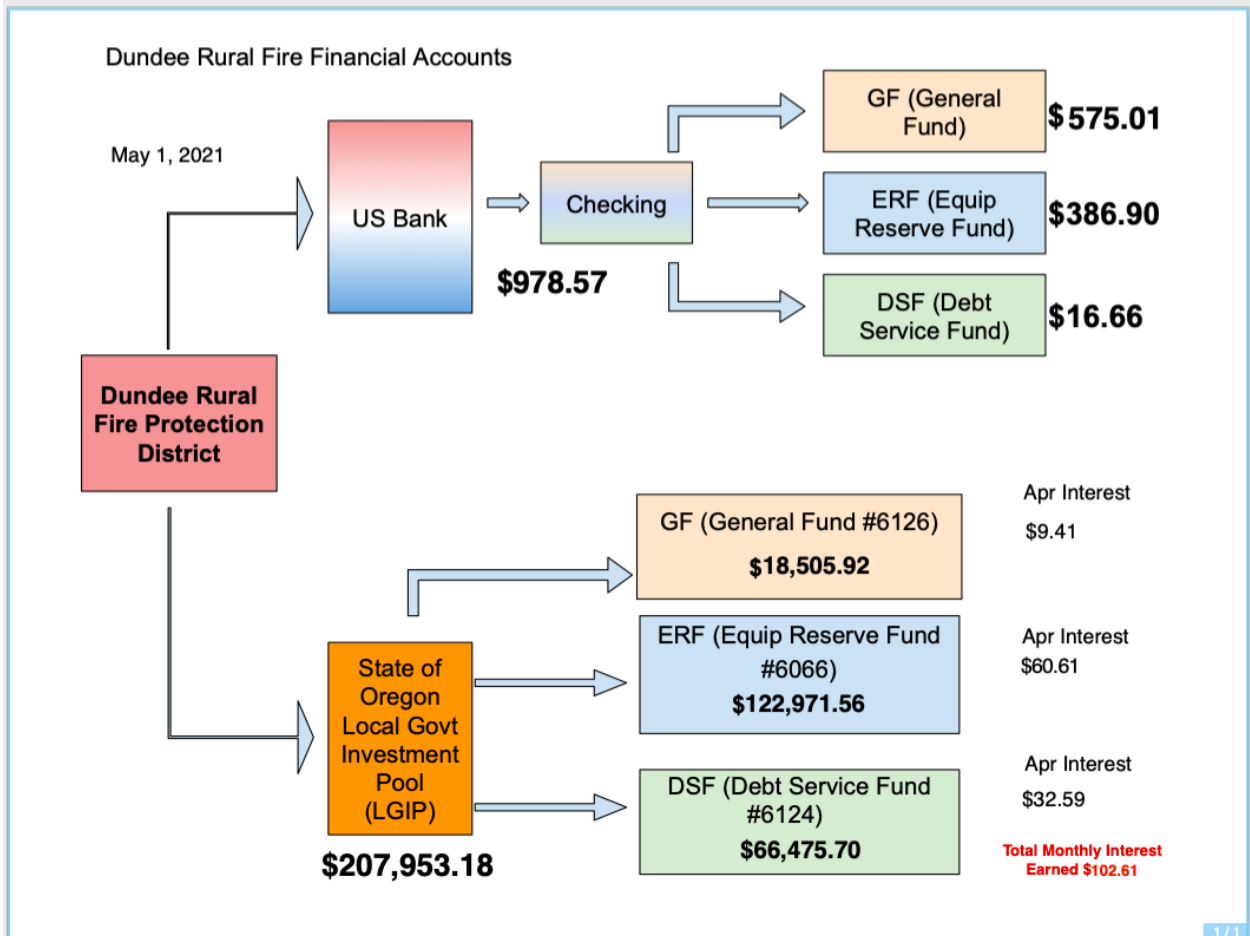 Dundee Rural Fire Financial Accounts
May 1, 2021
US Bank
Checking
$978.57
GF (General
Fund)
$575.01
ERF (Equip
Reserve Fund)
$386.90
DSF (Debt
Service Fund)
$16.66
Dundee Rural
Fire Protection
District
State of
Oregon
Local Govt
Investment
Pool
(LGIP)
$207,953.18
GF (General Fund #6126)
$18,505.92
Apr Interest
$9.41
ERF (Equip Reserve Fund
#6066)
$122,971.56
Apr Interest
$60.61
DSF (Debt Service Fund
#6124)
$66,475.70
Apr Interest
$32.59
Total Monthly Interest
Earned $102.61
1/1